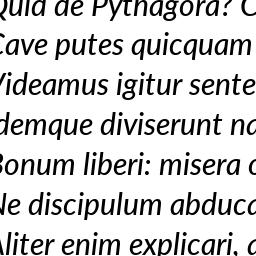 Quid de Pythagora? C
Cave putes quicquam
Videamus igitur sente
demque diviserunt na
Bonum liberi: misera o
Ne discipulum abduca
Aliter enim explicari, q